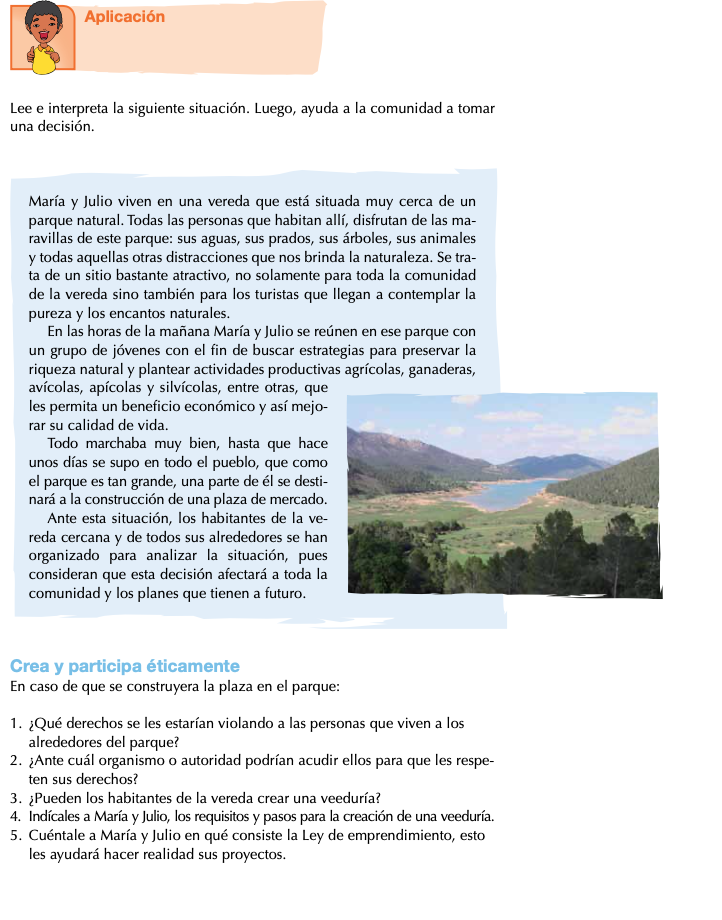 Aplicación
Lee e interpreta la siguiente situación. Luego, ayuda a la comunidad a tomar
una decisión.
María y Julio viven en una vereda que está situada muy cerca de un
parque natural. Todas las personas que habitan allí, disfrutan de las ma-
ravillas de este parque: sus aguas, sus prados, sus árboles, sus animales
y todas aquellas otras distracciones que nos brinda la naturaleza. Se tra-
ta de un sitio bastante atractivo, no solamente para toda la comunidad
de la vereda sino también para los turistas que llegan a contemplar la
pureza y los encantos naturales.
En las horas de la mañana María y Julio se reúnen en ese parque con
un grupo de jóvenes con el fin de buscar estrategias para preservar la
riqueza natural y plantear actividades productivas agrícolas, ganaderas,
avícolas, apícolas y silvícolas, entre otras, que
les permita un beneficio económico y así mejo-
rar su calidad de vida.
Todo marchaba muy bien, hasta que hace
unos días se supo en todo el pueblo, que como
el parque es tan grande, una parte de él se desti-
nará a la construcción de una plaza de mercado.
Ante esta situación, los habitantes de la ve-
reda cercana y de todos sus alrededores se han
organizado para analizar la situación, pues
consideran que esta decisión afectará a toda la
comunidad y los planes que tienen a futuro.
Crea y participa éticamente
En caso de que se construyera la plaza en el parque:
1. ¿Qué derechos se les estarían violando a las personas que viven a los
alrededores del parque?
2. ¿Ante cuál organismo o autoridad podrían acudir ellos para que les respe-
ten sus derechos?
3. ¿Pueden los habitantes de la vereda crear una veeduría?
4. Indícales a María y Julio, los requisitos y pasos para la creación de una veeduría.
5. Cuéntale a María y Julio en qué consiste la Ley de emprendimiento, esto
les ayudará hacer realidad sus proyectos.